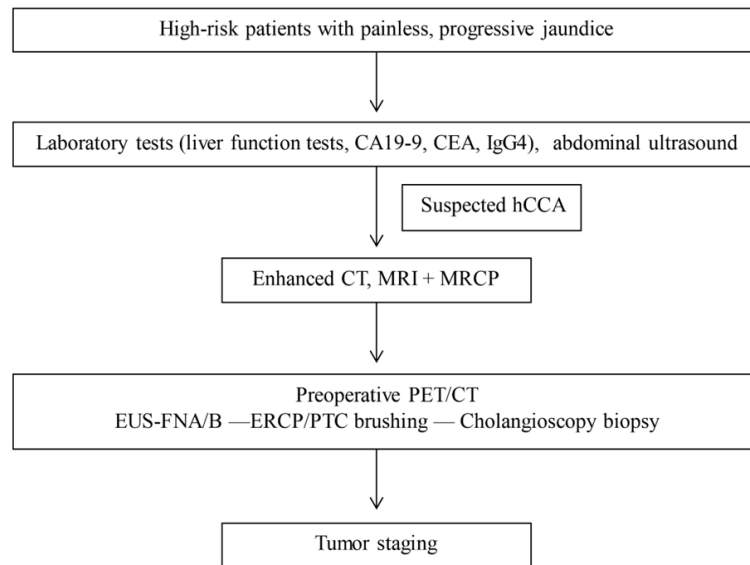 High-risk patients with painless, progressive jaundice
Laboratory tests (liver function tests, CA19-9, CEA, IgG4), abdominal ultrasound
Suspected hCCA
Enhanced CT, MRI + MRCP
Preoperative PET/CT
EUS-FNA/B —ERCP/PTC brushing — Cholangioscopy biopsy
Tumor staging